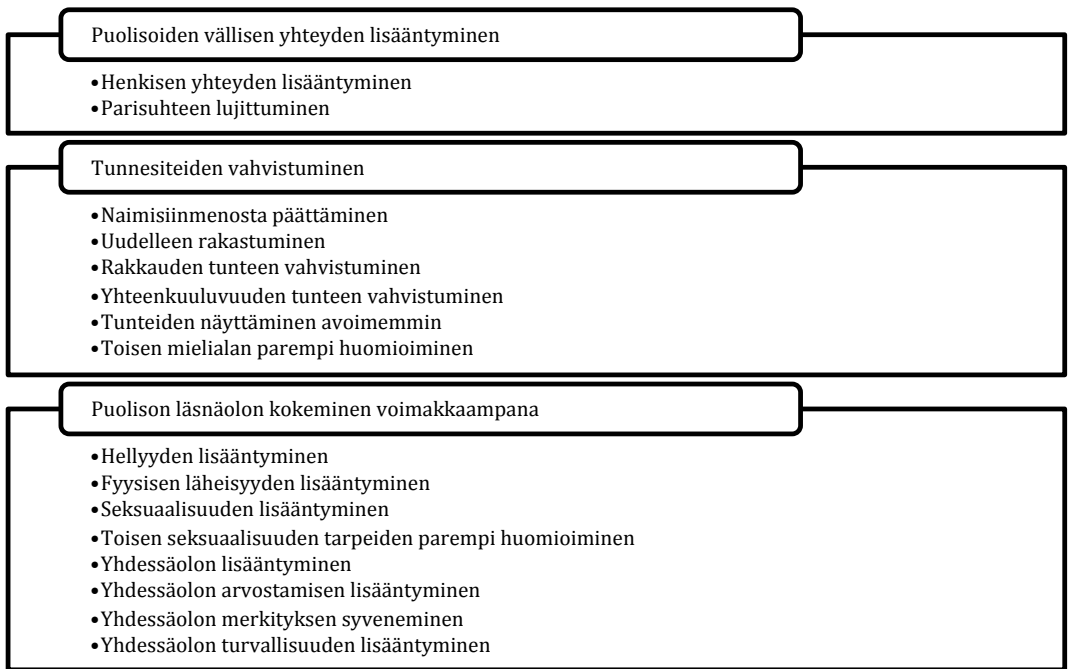 Puolisoiden vällisen yhteyden lisääntyminen
•Henkisen yhteyden lisääntyminen
•Parisuhteen lujittuminen
Tunnesiteiden vahvistuminen
•Naimisiinmenosta päättäminen
•Uudelleen rakastuminen
•Rakkauden tunteen vahvistuminen
•Yhteenkuuluvuuden tunteen vahvistuminen
•Tunteiden näyttäminen avoimemmin
•Toisen mielialan parempi huomioiminen
Puolison läsnäolon kokeminen voimakkaampana
•Hellyyden lisääntyminen
•Fyysisen läheisyyden lisääntyminen
•Seksuaalisuuden lisääntyminen
•Toisen seksuaalisuuden tarpeiden parempi huomioiminen
•Yhdessäolon lisääntyminen
•Yhdessäolon arvostamisen lisääntyminen
•Yhdessäolon merkityksen syveneminen
•Yhdessäolon turvallisuuden lisääntyminen